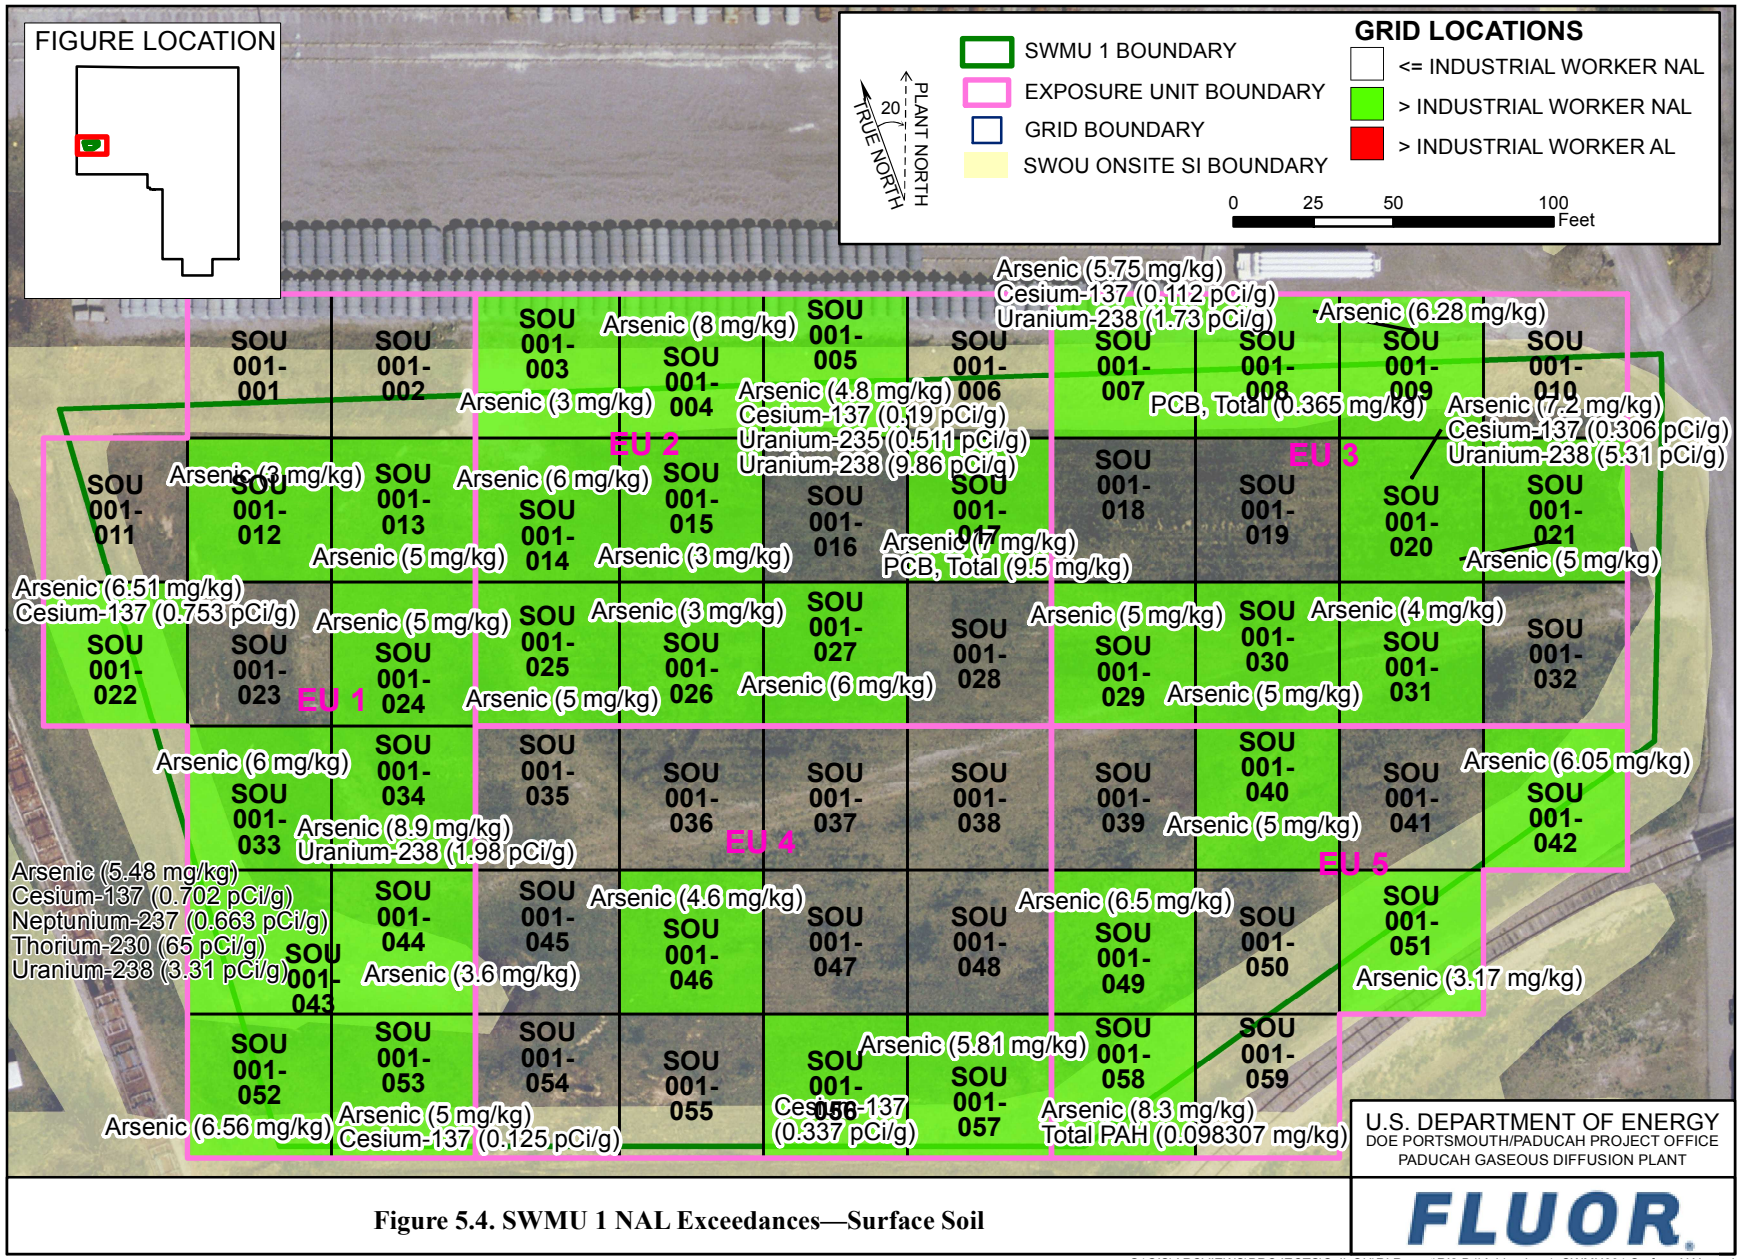 FIGURE LOCATION
TRUE NORTH
20
PLANT NORTH
SWMU 1 BOUNDARY
EXPOSURE UNIT BOUNDARY
GRID BOUNDARY
SWOU ONSITE SI BOUNDARY
GRID LOCATIONS
<= INDUSTRIAL WORKER NAL
> INDUSTRIAL WORKER NAL
> INDUSTRIAL WORKER AL
0 25 50 100
Feet
SOU
001-
001
SOU
001-
002
SOU
001-
003
Arsenic (3 mg/kg)
Arsenic (8 mg/kg)
SOU
001-
004
SOU
001-
005
Arsenic (4.8 mg/kg)
Cesium-137 (0.19 pCi/g)
Uranium-235 (0.511 pCi/g)
Uranium-238 (9.86 pCi/g)
SOU
001-
006
Arsenic (5.75 mg/kg)
Cesium-137 (0.112 pCi/g)
Uranium-238 (1.73 pCi/g)
SOU
001-
007
SOU
001-
008
PCB, Total (0.365 mg/kg)
Arsenic (6.28 mg/kg)
SOU
001-
009
SOU
001-
010
Arsenic (7.2 mg/kg)
Cesium-137 (0.306 pCi/g)
Uranium-238 (5.31 pCi/g)
EU 2
EU 3
SOU
001-
011
Arsenic (3 mg/kg)
SOU
001-
012
SOU
001-
013
Arsenic (5 mg/kg)
Arsenic (6 mg/kg)
SOU
001-
014
SOU
001-
015
Arsenic (3 mg/kg)
SOU
001-
016
SOU
001-
017
Arsenic (7 mg/kg)
PCB, Total (9.5 mg/kg)
SOU
001-
018
SOU
001-
019
SOU
001-
020
SOU
001-
021
Arsenic (5 mg/kg)
Arsenic (6.51 mg/kg)
Cesium-137 (0.753 pCi/g)
SOU
001-
022
SOU
001-
023
EU 1
Arsenic (5 mg/kg)
SOU
001-
024
SOU
001-
025
Arsenic (5 mg/kg)
Arsenic (3 mg/kg)
SOU
001-
026
SOU
001-
027
Arsenic (6 mg/kg)
SOU
001-
028
Arsenic (5 mg/kg)
SOU
001-
029
SOU
001-
030
Arsenic (5 mg/kg)
Arsenic (4 mg/kg)
SOU
001-
031
SOU
001-
032
Arsenic (6 mg/kg)
SOU
001-
033
SOU
001-
034
Arsenic (8.9 mg/kg)
Uranium-238 (1.98 pCi/g)
SOU
001-
035
SOU
001-
036
EU 4
SOU
001-
037
SOU
001-
038
SOU
001-
039
SOU
001-
040
Arsenic (5 mg/kg)
SOU
001-
041
EU 5
Arsenic (6.05 mg/kg)
SOU
001-
042
Arsenic (5.48 mg/kg)
Cesium-137 (0.702 pCi/g)
Neptunium-237 (0.663 pCi/g)
Thorium-230 (65 pCi/g)
Uranium-238 (3.31 pCi/g)
SOU
001-
043
SOU
001-
044
Arsenic (3.6 mg/kg)
SOU
001-
045
Arsenic (4.6 mg/kg)
SOU
001-
046
SOU
001-
047
SOU
001-
048
Arsenic (6.5 mg/kg)
SOU
001-
049
SOU
001-
050
SOU
001-
051
Arsenic (3.17 mg/kg)
SOU
001-
052
Arsenic (6.56 mg/kg)
SOU
001-
053
Arsenic (5 mg/kg)
Cesium-137 (0.125 pCi/g)
SOU
001-
054
SOU
001-
055
SOU
001-
056
Cesium-137
(0.337 pCi/g)
Arsenic (5.81 mg/kg)
SOU
001-
057
SOU
001-
058
Arsenic (8.3 mg/kg)
Total PAH (0.098307 mg/kg)
SOU
001-
059
U.S. DEPARTMENT OF ENERGY
DOE PORTSMOUTH/PADUCAH PROJECT OFFICE
PADUCAH GASEOUS DIFFUSION PLANT
Figure 5.4. SWMU 1 NAL Exceedances—Surface Soil
FLUOR®